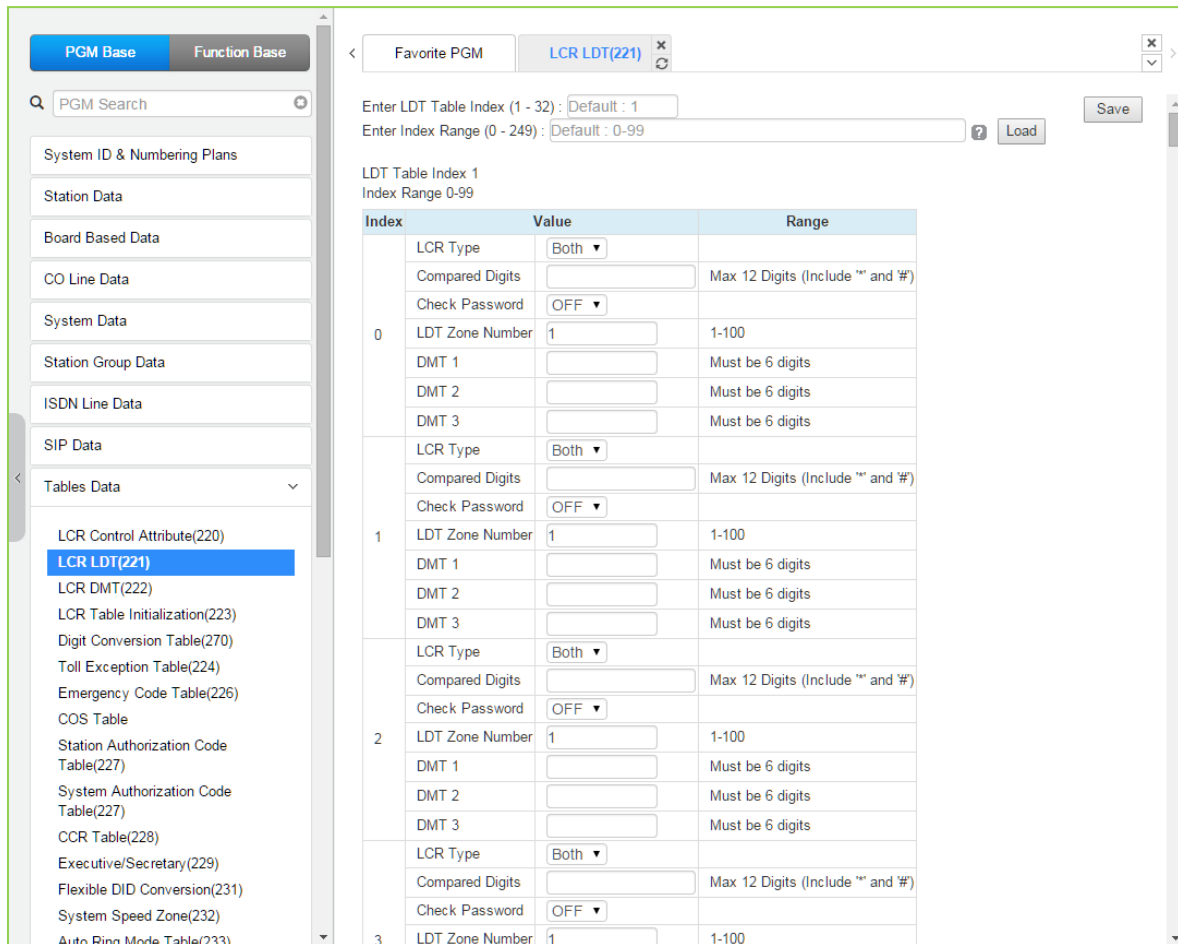 PGM Base Function Base
PGM Search
System ID & Numbering Plans
Station Data
Board Based Data
CO Line Data
System Data
Station Group Data
ISDN Line Data
SIP Data
Tables Data
LCR Control Attribute(220)
LCR LDT(221)
LCR DMT(222)
LCR Table Initialization(223)
Digit Conversion Table(270)
Toll Exception Table(224)
Emergency Code Table(226)
COS Table
Station Authorization Code
Table(227)
System Authorization Code
Table(227)
CCR Table(228)
Executive/Secretary(229)
Flexible DID Conversion(231)
System Speed Zone(232)
Auto Ring Mode Table(233)
Favorite PGM LCR LDT(221)
Enter LDT Table Index (1 - 32) : Default : 1 Save
Enter Index Range (0 - 249) : Default : 0-99 ? Load
LDT Table Index 1
Index Range 0-99
Index Value Range
LCR Type Both
Compared Digits Max 12 Digits (Include '*' and '#')
Check Password OFF
0 LDT Zone Number 1 1-100
DMT 1 Must be 6 digits
DMT 2 Must be 6 digits
DMT 3 Must be 6 digits
LCR Type Both
Compared Digits Max 12 Digits (Include '*' and '#')
Check Password OFF
1 LDT Zone Number 1 1-100
DMT 1 Must be 6 digits
DMT 2 Must be 6 digits
DMT 3 Must be 6 digits
LCR Type Both
Compared Digits Max 12 Digits (Include '*' and '#')
Check Password OFF
2 LDT Zone Number 1 1-100
DMT 1 Must be 6 digits
DMT 2 Must be 6 digits
DMT 3 Must be 6 digits
LCR Type Both
Compared Digits Max 12 Digits (Include '*' and '#')
Check Password OFF
3 LDT Zone Number 1 1-100